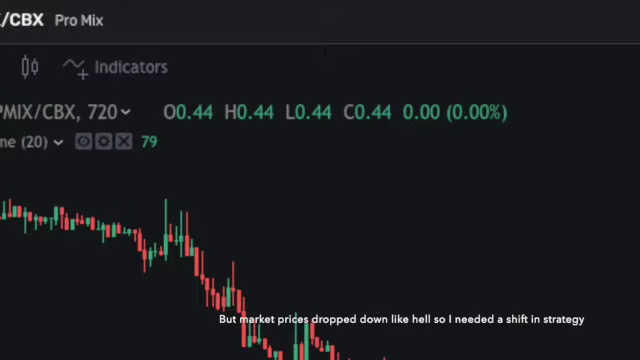 /CBX Pro Mix
Indicators
PMIX/CBX, 720 O0.44 H0.44 L0.44 C0.44 0.00 (0.00%)
me (20) 79
But market prices dropped down like hell so I needed a shift in strategy